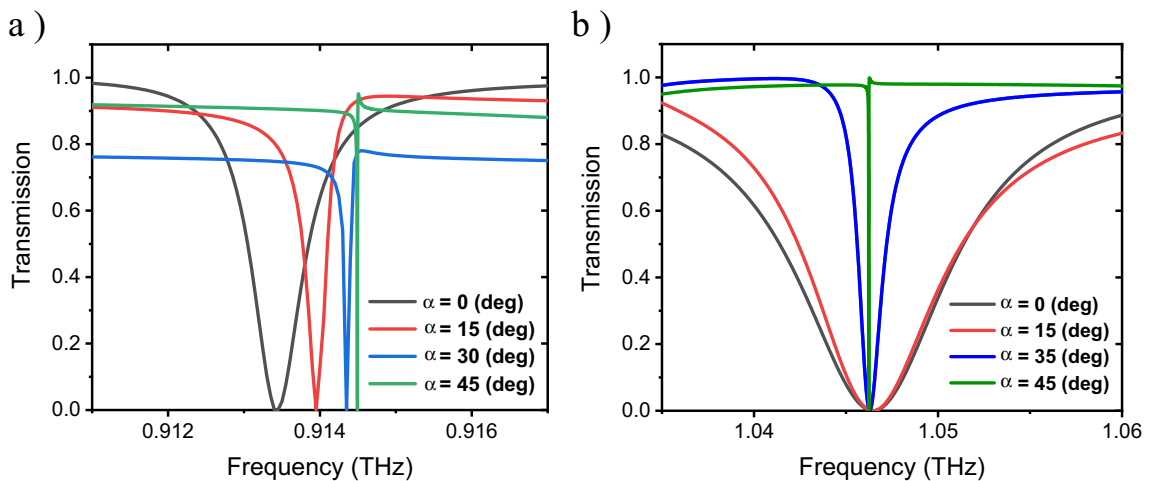 a )
Transmission
1.0
0.8
0.6
0.4
0.2
0.0
0.912
0.914
0.916
Frequency (THz)
α = 0 (deg)
α = 15 (deg)
α = 30 (deg)
α = 45 (deg)
b )
Transmission
1.0
0.8
0.6
0.4
0.2
0.0
1.04
1.05
1.06
Frequency (THz)
α = 0 (deg)
α = 15 (deg)
α = 35 (deg)
α = 45 (deg)